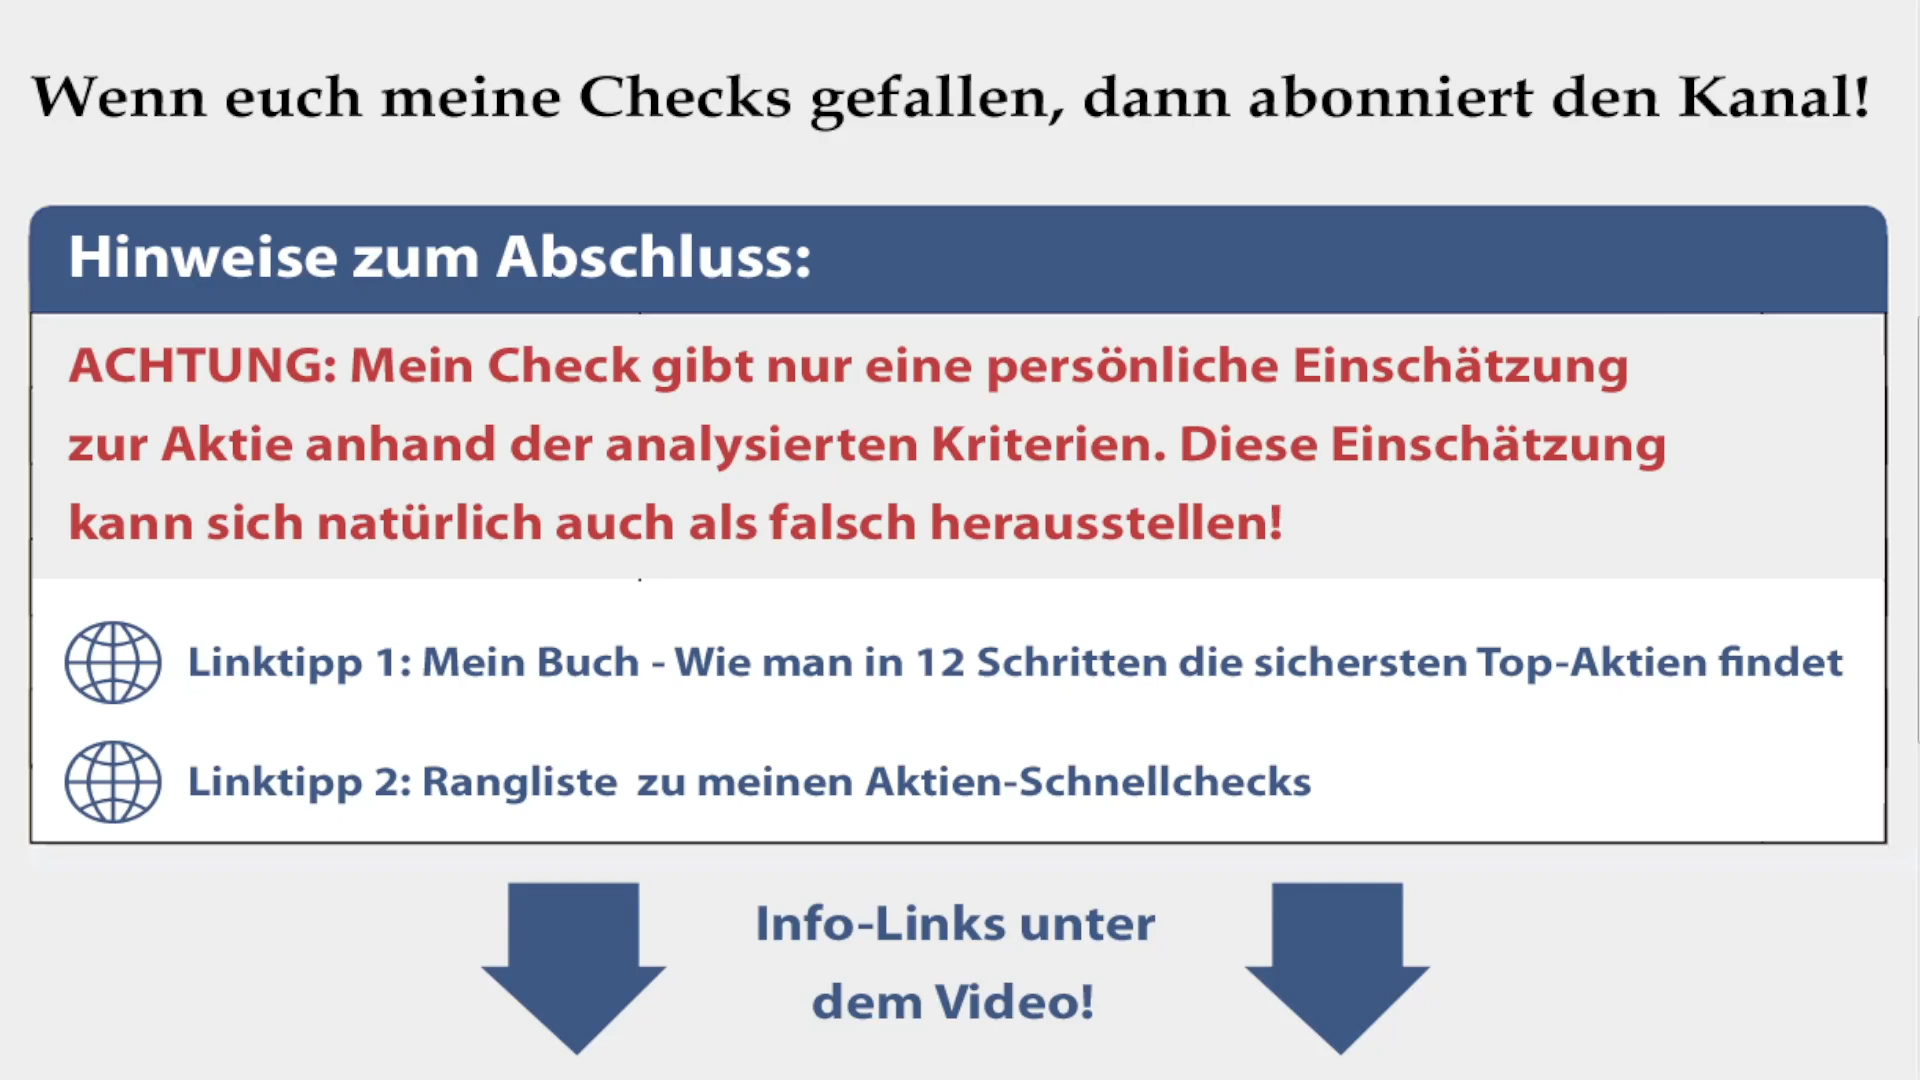 Wenn euch meine Checks gefallen, dann abonniert den Kanal!
Hinweise zum Abschluss:
ACHTUNG: Mein Check gibt nur eine persönliche Einschätzung
zur Aktie anhand der analysierten Kriterien. Diese Einschätzung
kann sich natürlich auch als falsch herausstellen!
Linktipp 1: Mein Buch - Wie man in 12 Schritten die sichersten Top-Aktien findet
Linktipp 2: Rangliste zu meinen Aktien-Schnellchecks
Info-Links unter
dem Video!